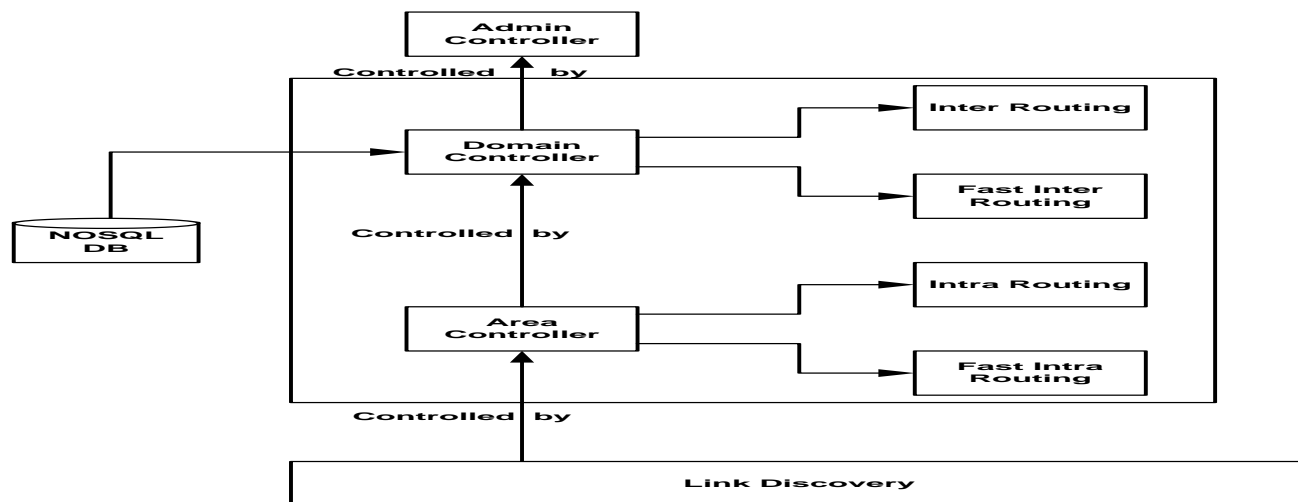 Admin
Controller
Controlled by
Inter Routing
Domain
Controller
Fast Inter
Routing
NOSQL
DB
Controlled by
Intra Routing
Area
Controller
Fast Intra
Routing
Controlled by
Link Discovery